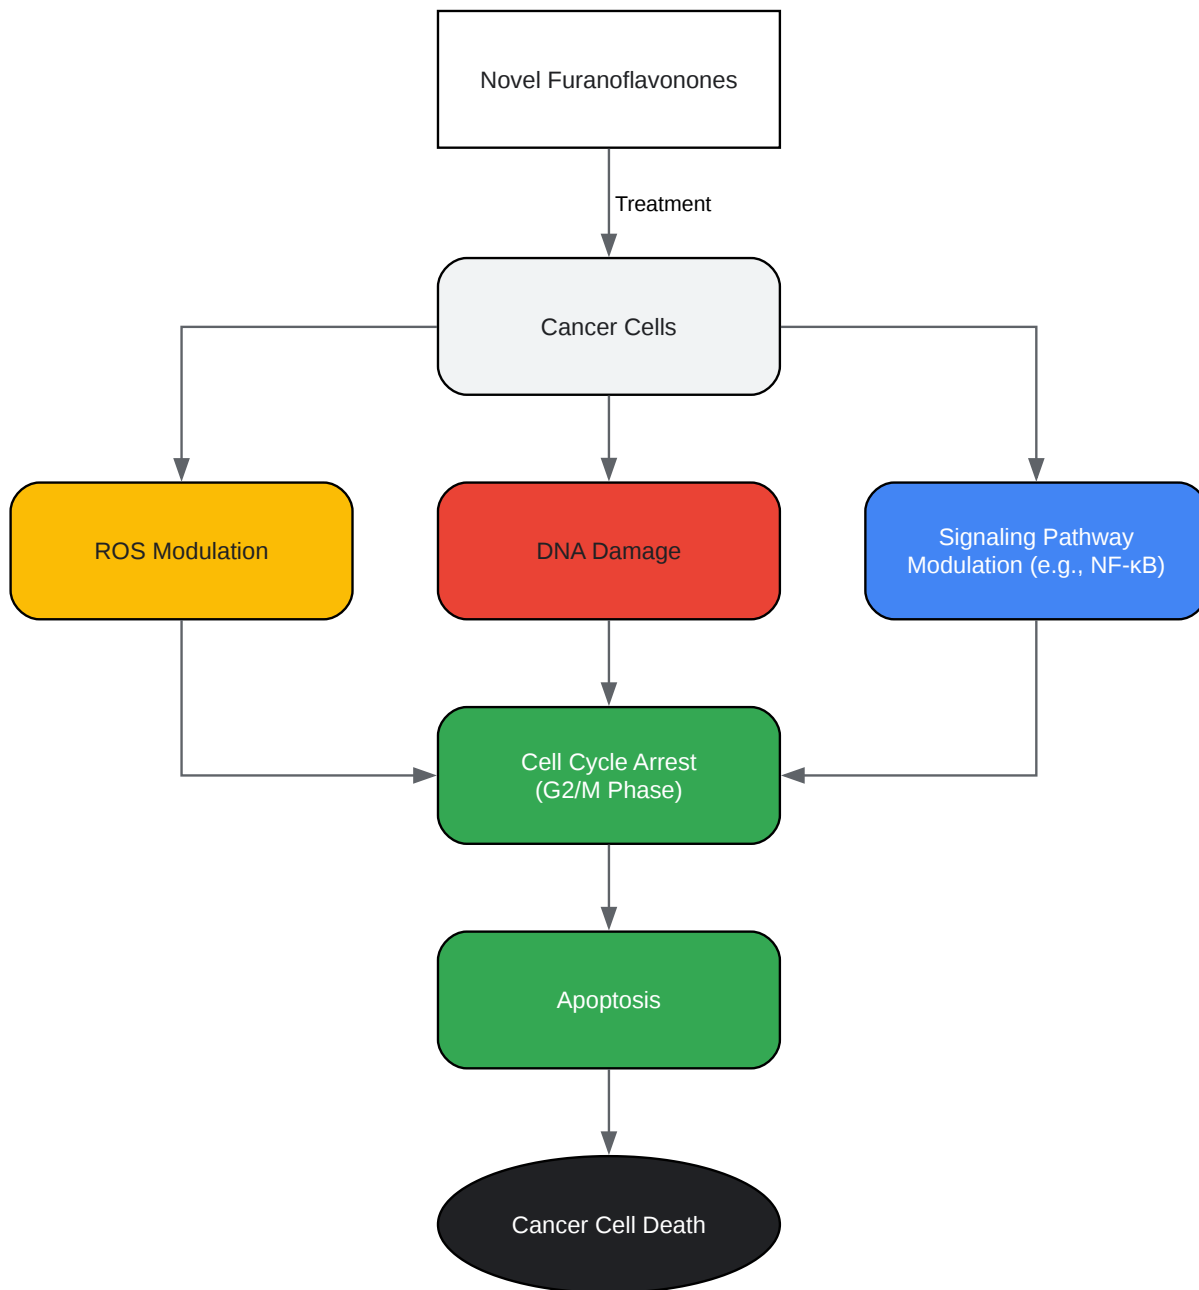 Novel Furanoflavonones
Treatment
Cancer Cells
ROS Modulation
DNA Damage
Signaling Pathway
Modulation (e.g., NF-κB)
Cell Cycle Arrest
(G2/M Phase)
Apoptosis
Cancer Cell Death